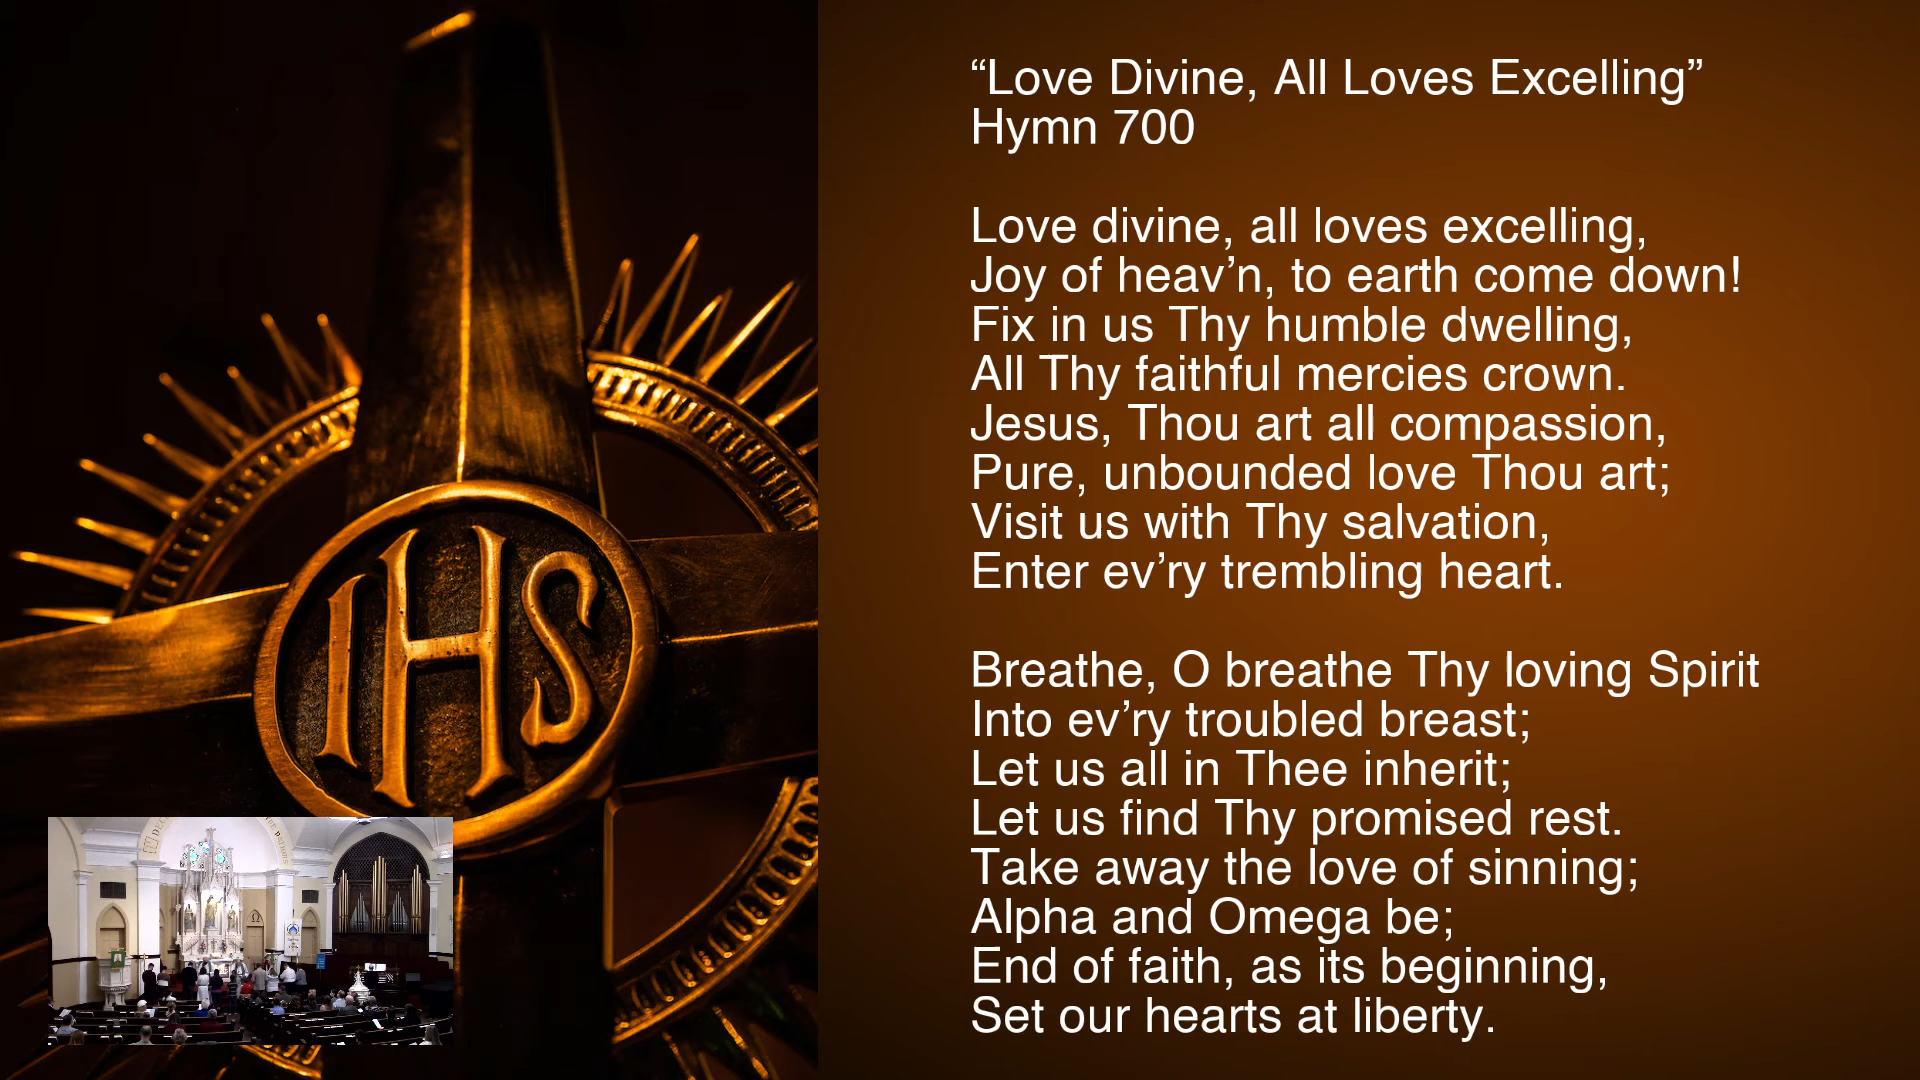 “Love Divine, All Loves Excelling”
Hymn 700
Love divine, all loves excelling,
Joy of heav’n, to earth come down!
Fix in us Thy humble dwelling,
All Thy faithful mercies crown.
Jesus, Thou art all compassion,
Pure, unbounded love Thou art;
Visit us with Thy salvation,
Enter ev’ry trembling heart.
Breathe, O breathe Thy loving Spirit
Into ev’ry troubled breast;
Let us all in Thee inherit;
Let us find Thy promised rest.
Take away the love of sinning;
Alpha and Omega be;
End of faith, as its beginning,
Set our hearts at liberty.
IHS
Ω